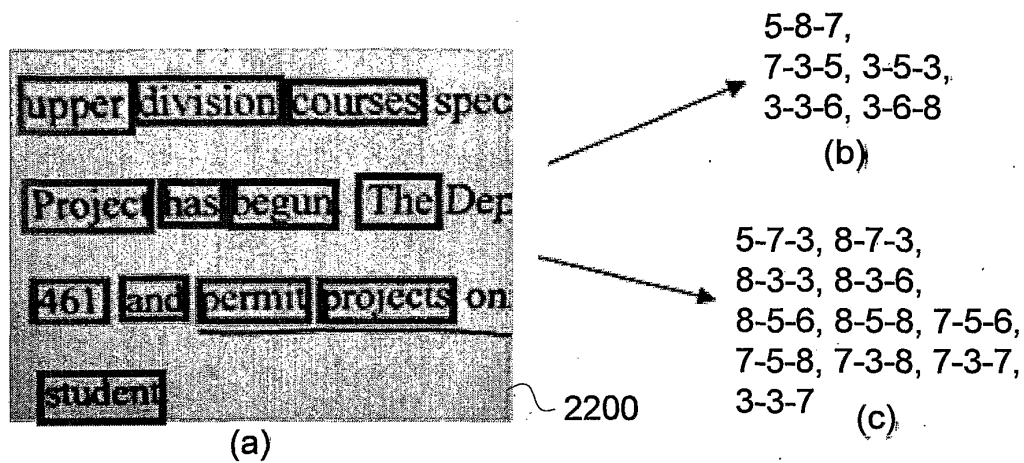 upper division courses spec
Project has begun The Dep
461 and permit projects on
student
(a)
2200
5-8-7,
7-3-5, 3-5-3,
3-3-6, 3-6-8
(b)
5-7-3, 8-7-3,
8-3-3, 8-3-6,
8-5-6, 8-5-8, 7-5-6,
7-5-8, 7-3-8, 7-3-7,
3-3-7
(c)